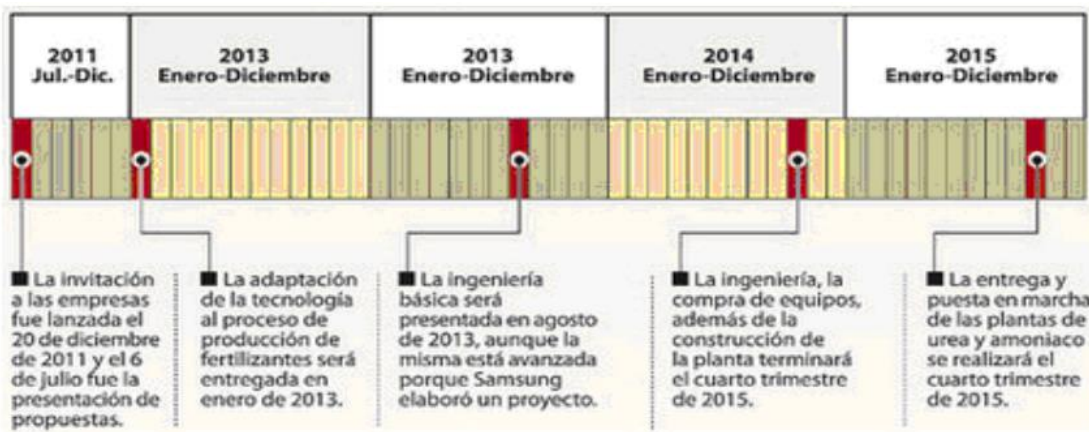 2011
Jul.-Dic.
2013
Enero-Diciembre
2013
Enero-Diciembre
2014
Enero-Diciembre
2015
Enero-Diciembre
La invitación
a las empresas
fue lanzada el
20 de diciembre
de 2011 y el 6
de julio fue la
presentación de
propuestas.
La adaptación
de la tecnología
al proceso de
producción de
fertilizantes será
entregada en
enero de 2013.
La ingeniería
básica será
presentada en agosto
de 2013, aunque la
misma está avanzada
porque Samsung
elaboró un proyecto.
La ingeniería, la
compra de equipos,
además de la
construcción de
la planta terminará
el cuarto trimestre
de 2015.
La entrega y
puesta en marcha
de las plantas de
urea y amoniaco
se realizará el
cuarto trimestre
de 2015.